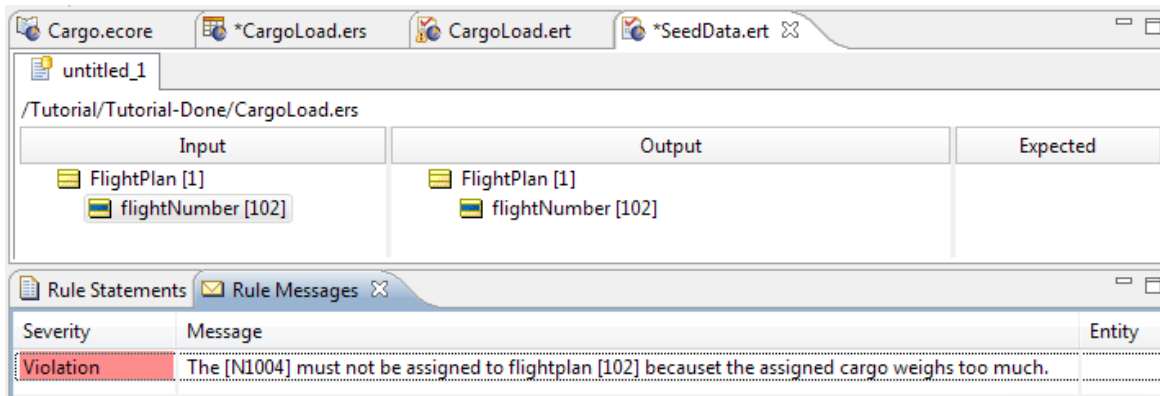 Cargo.ecore *CargoLoad.ers CargoLoad.ert *SeedData.ert
untitled_1
/Tutorial/Tutorial-Done/CargoLoad.ers
Input Output Expected
FlightPlan [1] FlightPlan [1]
flightNumber [102] flightNumber [102]
Rule Statements Rule Messages
Severity Message Entity
Violation The [N1004] must not be assigned to flightplan [102] becauset the assigned cargo weighs too much.